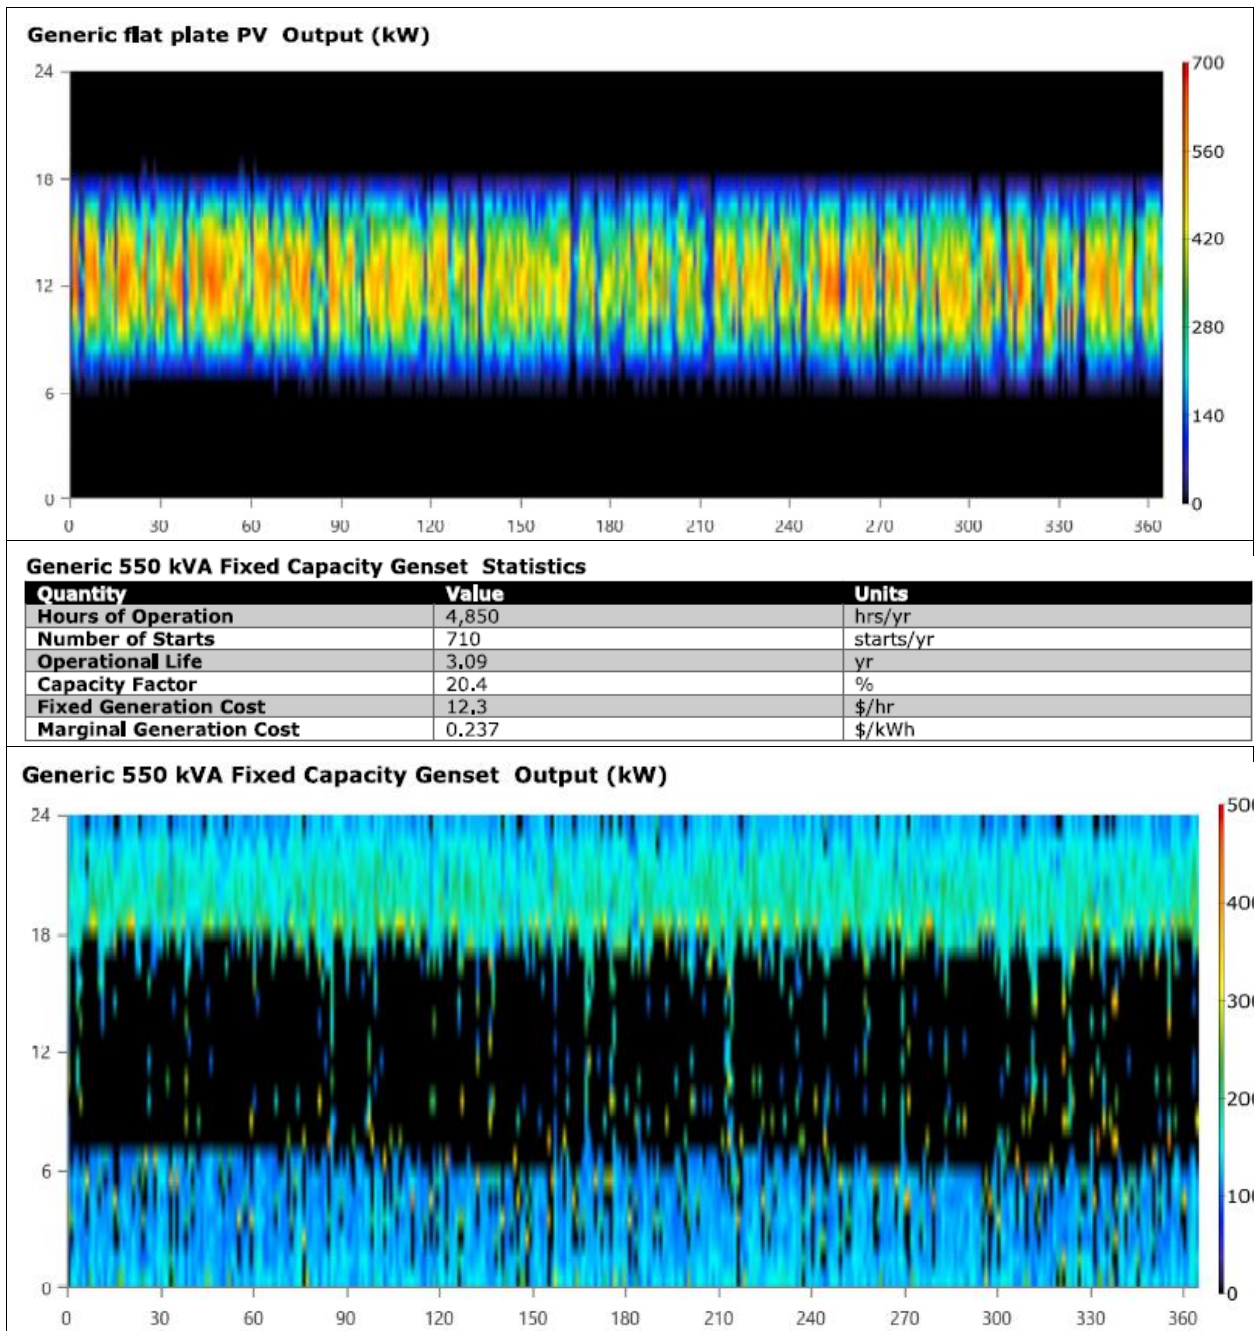 Generic flat plate PV Output (kW)
24
18
12
6
0
0 30 60 90 120 150 180 210 240 270 300 330 360
700
560
420
280
140
0
Generic 550 kVA Fixed Capacity Genset Statistics
Quantity Value Units
Hours of Operation 4,850 hrs/yr
Number of Starts 710 starts/yr
Operational Life 3.09 yr
Capacity Factor 20.4 %
Fixed Generation Cost 12.3 $/hr
Marginal Generation Cost 0.237 $/kWh
Generic 550 kVA Fixed Capacity Genset Output (kW)
24
18
12
6
0
0 30 60 90 120 150 180 210 240 270 300 330 360
500
400
300
200
100
0